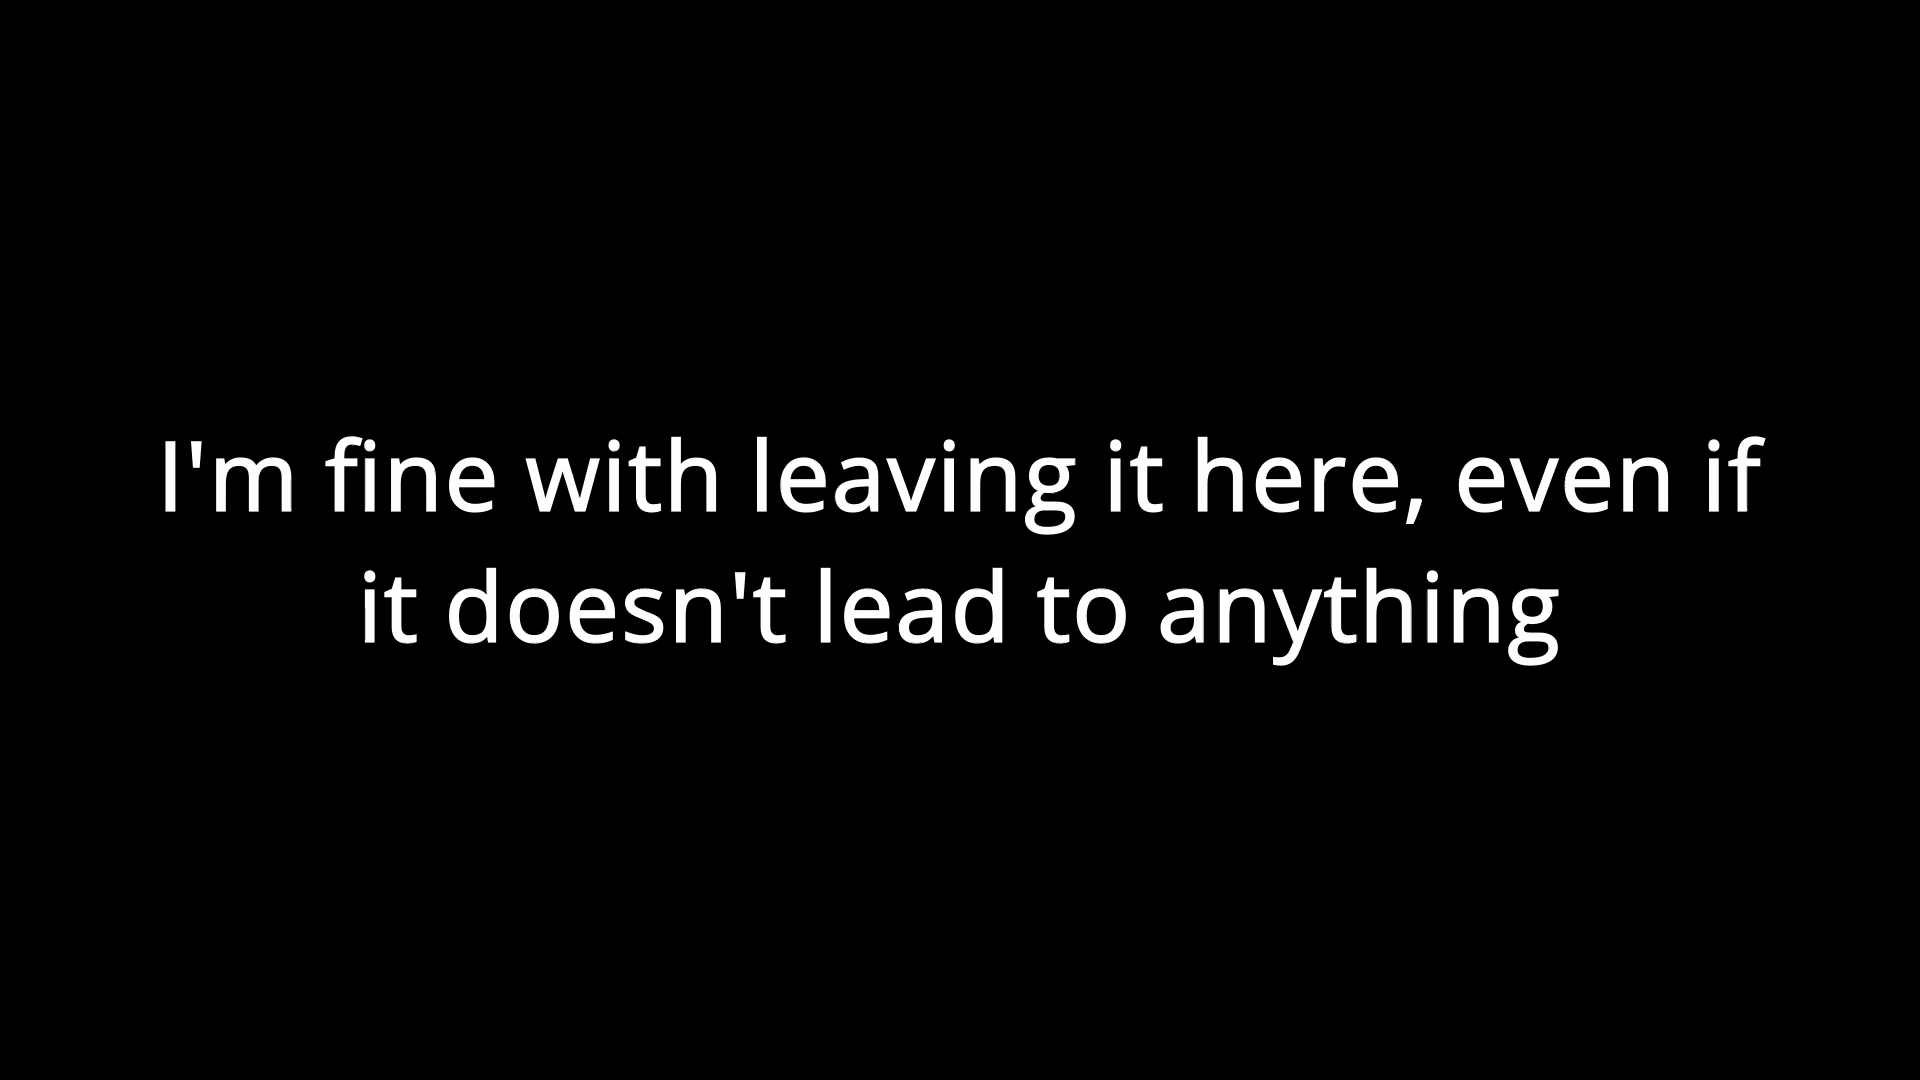 I'm fine with leaving it here, even if
it doesn't lead to anything